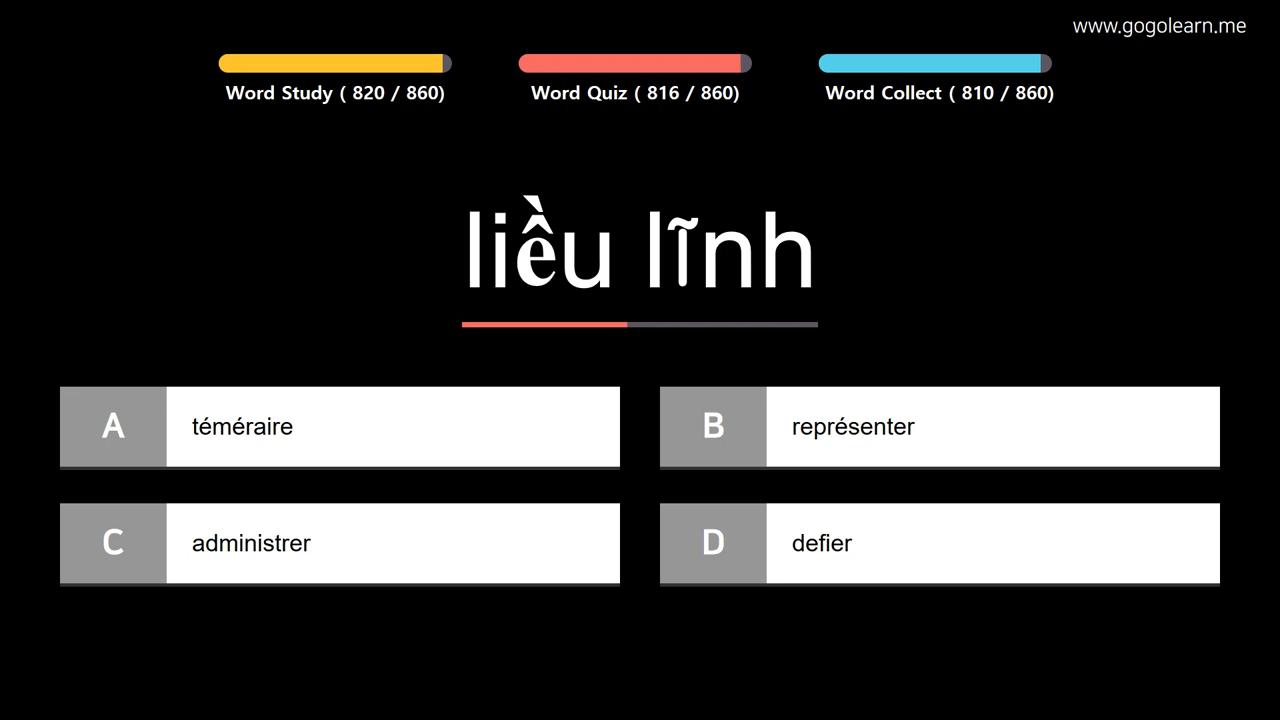 www.gogolearn.me
Word Study ( 820 / 860)
Word Quiz ( 816 / 860)
Word Collect ( 810 / 860)
liều lĩnh
A téméraire
B représenter
C administrer
D defier